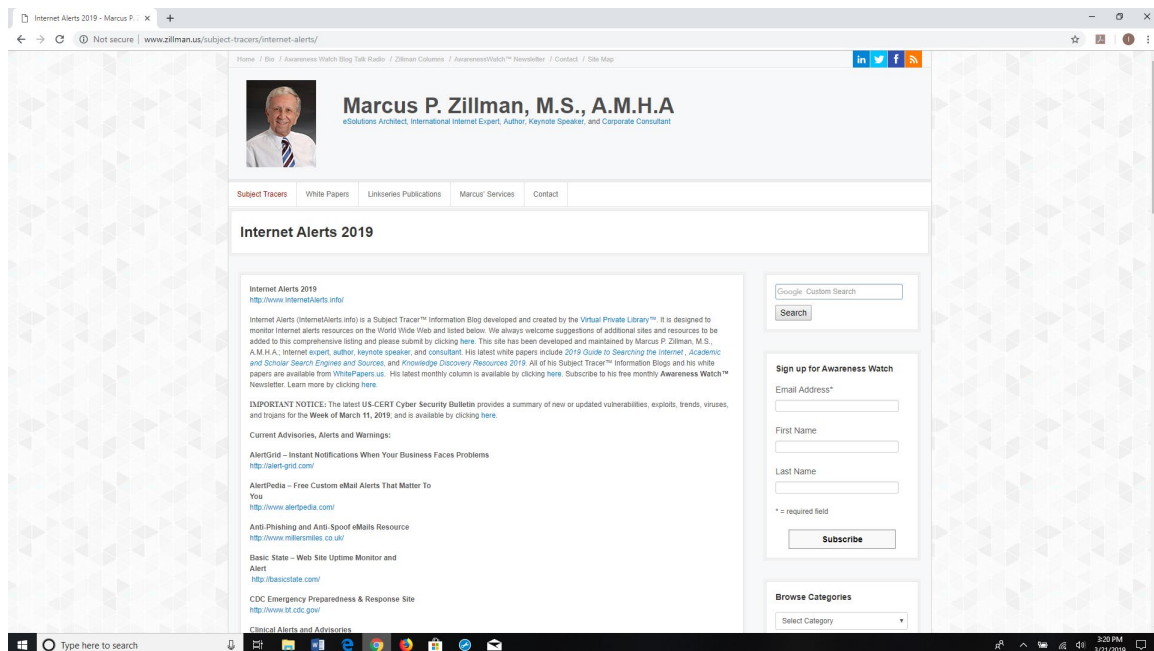 Internet Alerts 2019 - Marcus P.
Not secure | www.zillman.us/subject-tracers/internet-alerts/
Home / Bio / Awareness Watch Blog Talk Radio / Zillman Columns / AwarenessWatch™ Newsletter / Contact / Site Map
in
f
Marcus P. Zillman, M.S., A.M.H.A
eSolutions Architect, International Internet Expert, Author, Keynote Speaker, and Corporate Consultant
Subject Tracers White Papers Linkseries Publications Marcus' Services Contact
Internet Alerts 2019
Internet Alerts 2019
http://www.InternetAlerts.info/
Internet Alerts (InternetAlerts.info) is a Subject Tracer™ Information Blog developed and created by the Virtual Private Library™. It is designed to
monitor Internet alerts resources on the World Wide Web and listed below. We always welcome suggestions of additional sites and resources to be
added to this comprehensive listing and please submit by clicking here. This site has been developed and maintained by Marcus P. Zillman, M.S.,
A.M.H.A.; Internet expert, author, keynote speaker, and consultant. His latest white papers include 2019 Guide to Searching the Internet , Academic
and Scholar Search Engines and Sources, and Knowledge Discovery Resources 2019. All of his Subject Tracer™ Information Blogs and his white
papers are available from WhitePapers.us. His latest monthly column is available by clicking here. Subscribe to his free monthly Awareness Watch™
Newsletter. Learn more by clicking here.
IMPORTANT NOTICE: The latest US-CERT Cyber Security Bulletin provides a summary of new or updated vulnerabilities, exploits, trends, viruses,
and trojans for the Week of March 11, 2019; and is available by clicking here.
Current Advisories, Alerts and Warnings:
AlertGrid – Instant Notifications When Your Business Faces Problems
http://alert-grid.com/
AlertPedia – Free Custom eMail Alerts That Matter To
You
http://www.alertpedia.com/
Anti-Phishing and Anti-Spoof eMails Resource
http://www.millersmiles.co.uk/
Basic State – Web Site Uptime Monitor and
Alert
http://basicstate.com/
CDC Emergency Preparedness & Response Site
http://www.bt.cdc.gov/
Clinical Alerts and Advisories
Google Custom Search
Search
Sign up for Awareness Watch
Email Address*
First Name
Last Name
* = required field
Subscribe
Browse Categories
Select Category
Type here to search
3:20 PM
3/21/2019